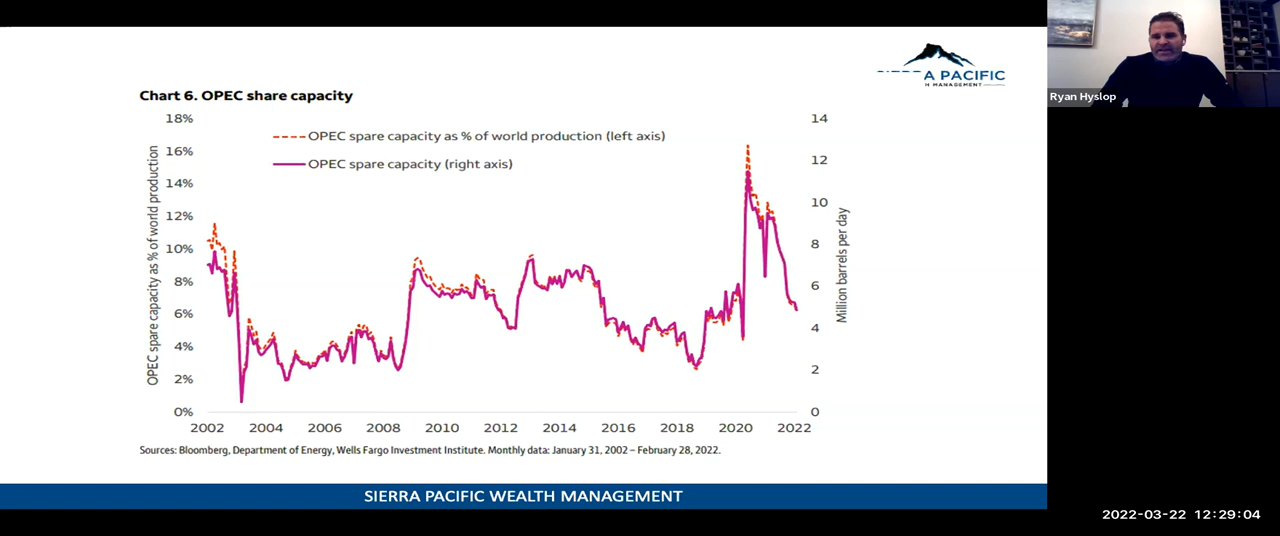 A PACIFIC
H MANAGEMENT
Ryan Hyslop
Chart 6. OPEC share capacity
OPEC spare capacity as % of world production
18%
16%
14%
12%
10%
8%
6%
4%
2%
0%
OPEC spare capacity as % of world production (left axis)
OPEC spare capacity (right axis)
14
12
10
8
6
4
2
0
Million barrels per day
2002 2004 2006 2008 2010 2012 2014 2016 2018 2020 2022
Sources: Bloomberg, Department of Energy, Wells Fargo Investment Institute. Monthly data: January 31, 2002 – February 28, 2022.
SIERRA PACIFIC WEALTH MANAGEMENT
2022-03-22 12:29:04